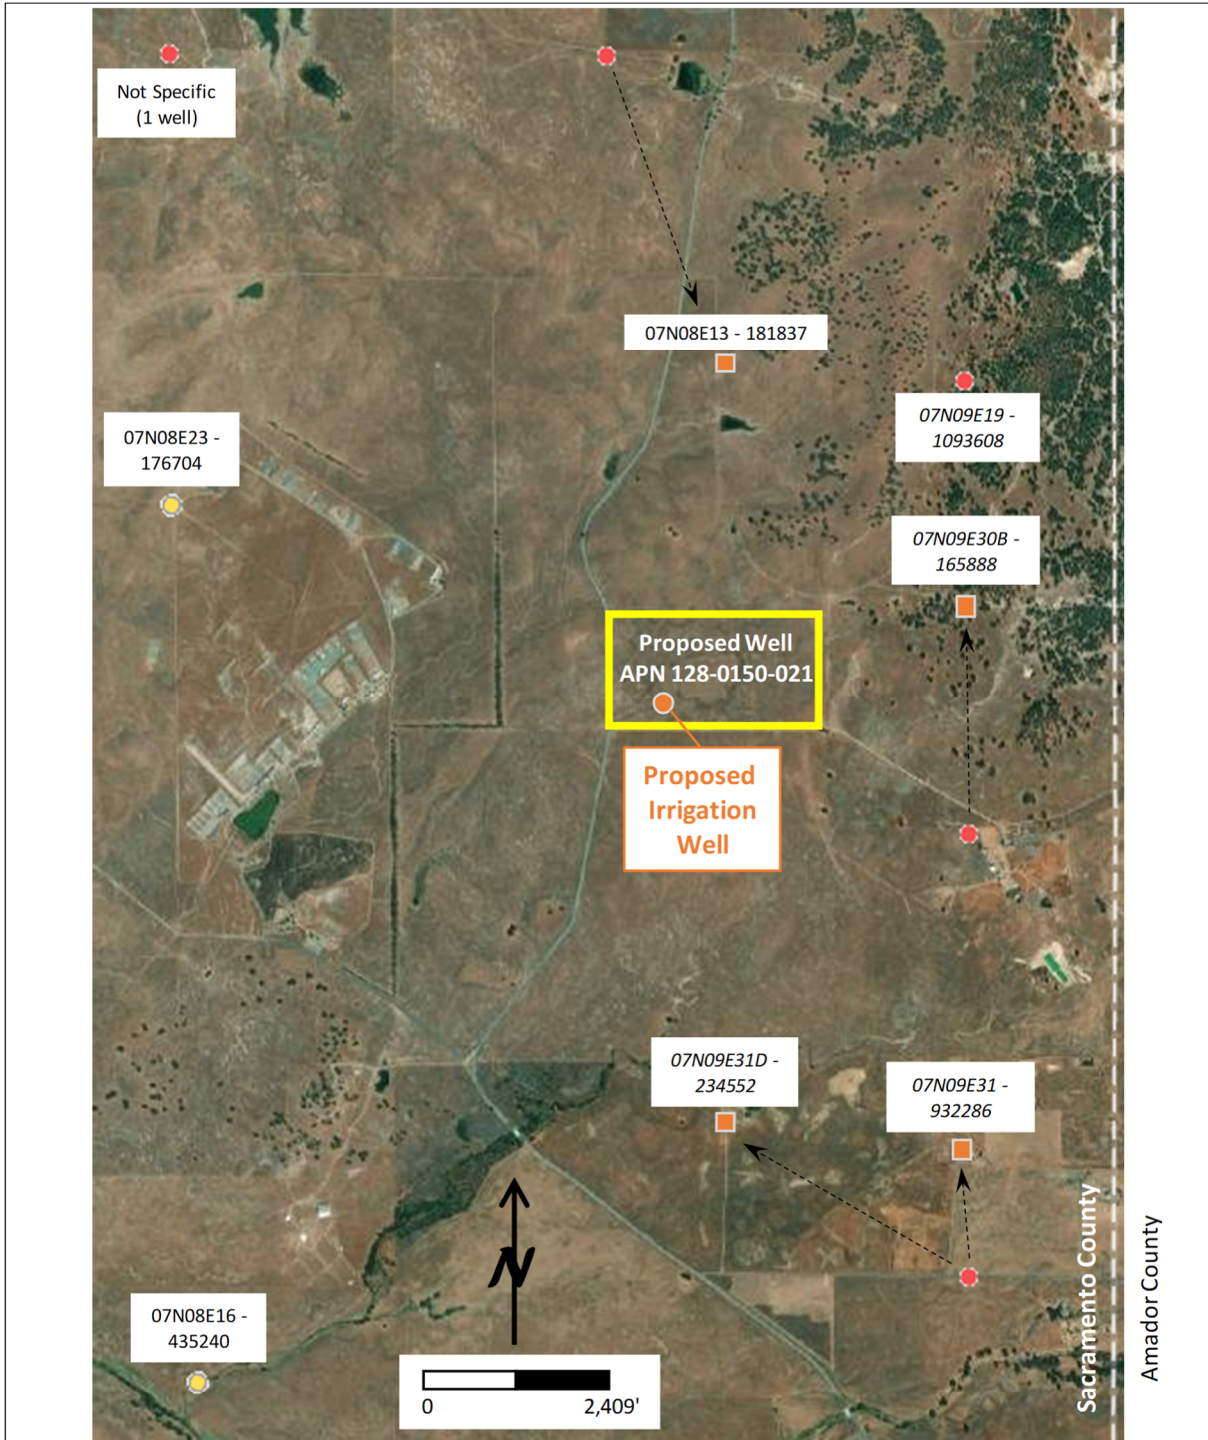 Not Specific
(1 well)
07N08E13 - 181837
07N08E23 -
176704
07N09E19 -
1093608
07N09E30B -
165888
Proposed Well
APN 128-0150-021
Proposed
Irrigation
Well
07N09E31D -
234552
07N09E31 -
932286
07N08E16 -
435240
N
0 2,409'
Sacramento County
Amador County